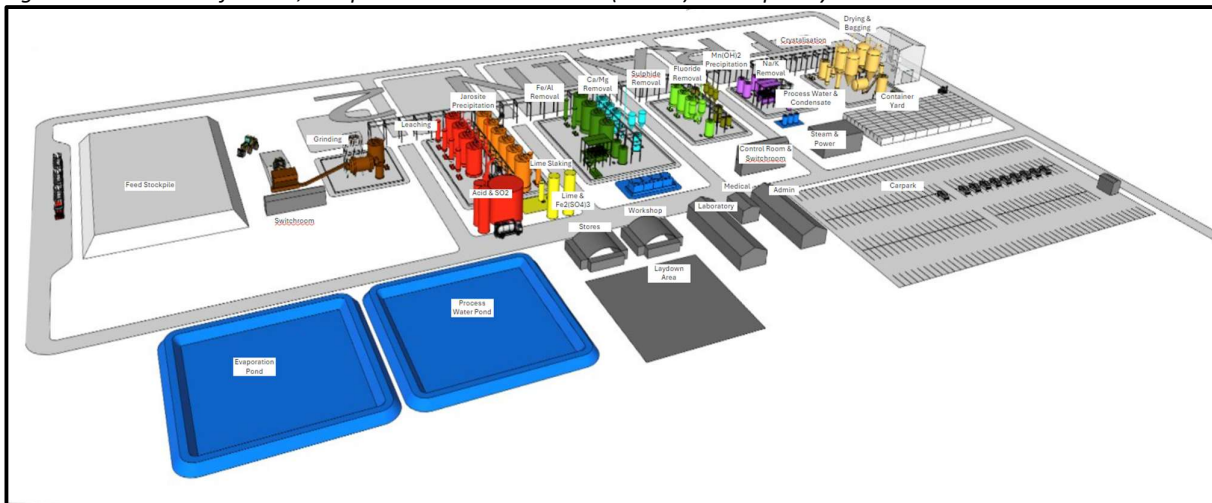 Drying &
Bagging
Crystalisation
Mn(OH)2
Precipitation
Na/K
Removal
Fluoride
Removal
Sulphide
Removal
Ca/Mg
Removal
Fe/Al
Removal
Jarosite
Precipitation
Leaching
Grinding
Process Water &
Condensate
Container
Yard
Steam &
Power
Control Room &
Switchroom
Feed Stockpile
Switchroom
Acid & SO2
Lime Slaking
Lime &
Fe2(SO4)3
Medical
Admin
Carpark
Laboratory
Workshop
Stores
Laydown
Area
Process
Water Pond
Evaporation
Pond